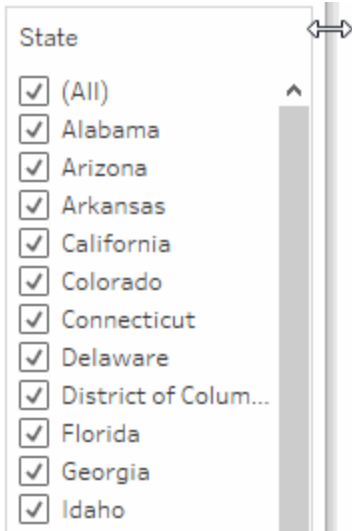 State
(All)
Alabama
Arizona
Arkansas
California
Colorado
Connecticut
Delaware
District of Colum...
Florida
Georgia
Idaho